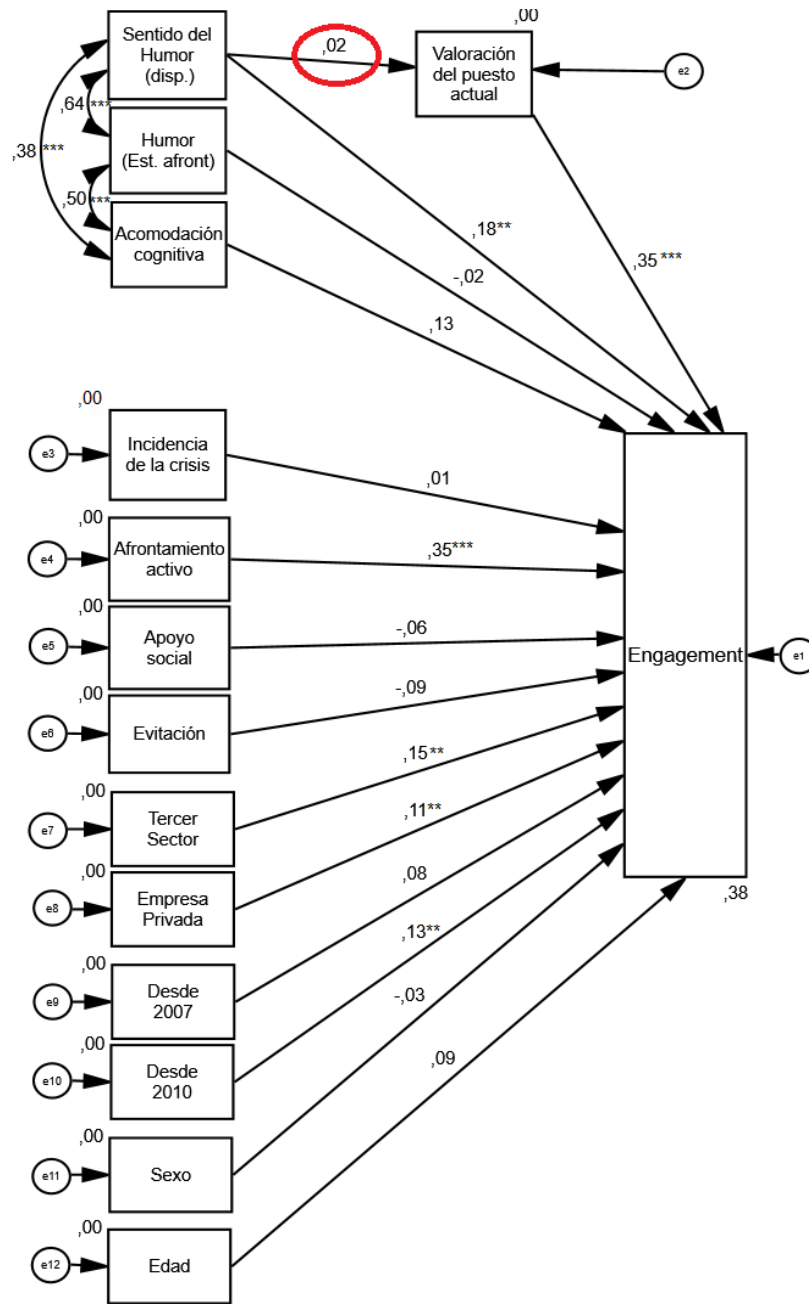 ,00
Sentido del
Humor
(disp.)
,02
Valoración
del puesto
actual
e2
,64 ***
,38 ***
Humor
(Est. afront)
,50 ***
Acomodación
cognitiva
,18**
,35 ***
-,02
,13
,00
e3
Incidencia
de la crisis
,01
,00
e4
Afrontamiento
activo
,35***
,00
e5
Apoyo
social
-,06
Engagement
e1
,00
e6
Evitación
-,09
,00
e7
Tercer
Sector
,15 **
,00
e8
Empresa
Privada
,11**
,38
,00
e9
Desde
2007
,08
,00
e10
Desde
2010
,13**
,00
e11
Sexo
-,03
,00
e12
Edad
,09